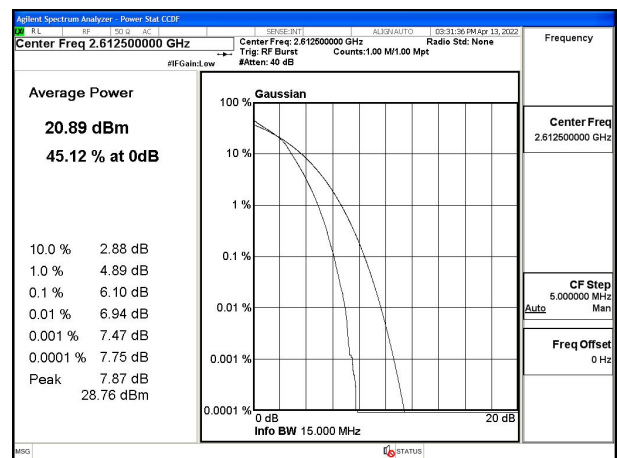 Agilent Spectrum Analyzer - Power Stat CCDF
RL RF 50 Ω AC SENSE:INT ALIGN AUTO 03:31:36 PM Apr 13, 2022
Center Freq 2.612500000 GHz
Center Freq: 2.612500000 GHz Radio Std: None
Trig: RF Burst Counts:1.00 M/1.00 Mpt
#IFGain:Low #Atten: 40 dB
Frequency
Average Power
20.89 dBm
45.12 % at 0dB
10.0 % 2.88 dB
1.0 % 4.89 dB
0.1 % 6.10 dB
0.01 % 6.94 dB
0.001 % 7.47 dB
0.0001 % 7.75 dB
Peak 7.87 dB
28.76 dBm
Gaussian
100 %
10 %
1 %
0.1 %
0.01 %
0.001 %
0.0001 %
0 dB 20 dB
Info BW 15.000 MHz
Center Freq
2.612500000 GHz
CF Step
5.000000 MHz
Auto Man
Freq Offset
0 Hz
MSG STATUS